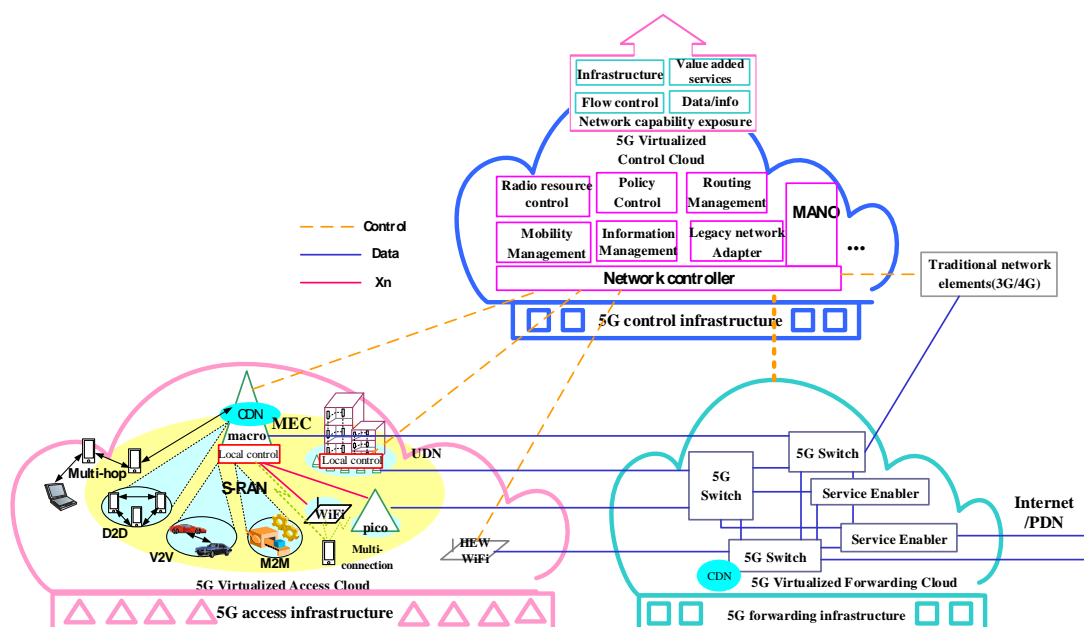 Infrastructure
Value added
services
Flow control
Data/info
Network capability exposure
5G Virtualized
Control Cloud
Radio resource
control
Policy
Control
Routing
Management
MANO
Mobility
Management
Information
Management
Legacy network
Adapter
...
Network controller
5G control infrastructure
Control
Data
Xn
Traditional network
elements(3G/4G)
CDN
MEC
macro
Local control
UDN
Local control
Multi-hop
S-RAN
WiFi
pico
D2D
V2V
M2M
Multi-
connection
HEW
WiFi
5G Virtualized Access Cloud
5G access infrastructure
5G Switch
5G
Switch
Service Enabler
Service Enabler
5G Switch
CDN
Internet
/PDN
5G Virtualized Forwarding Cloud
5G forwarding infrastructure